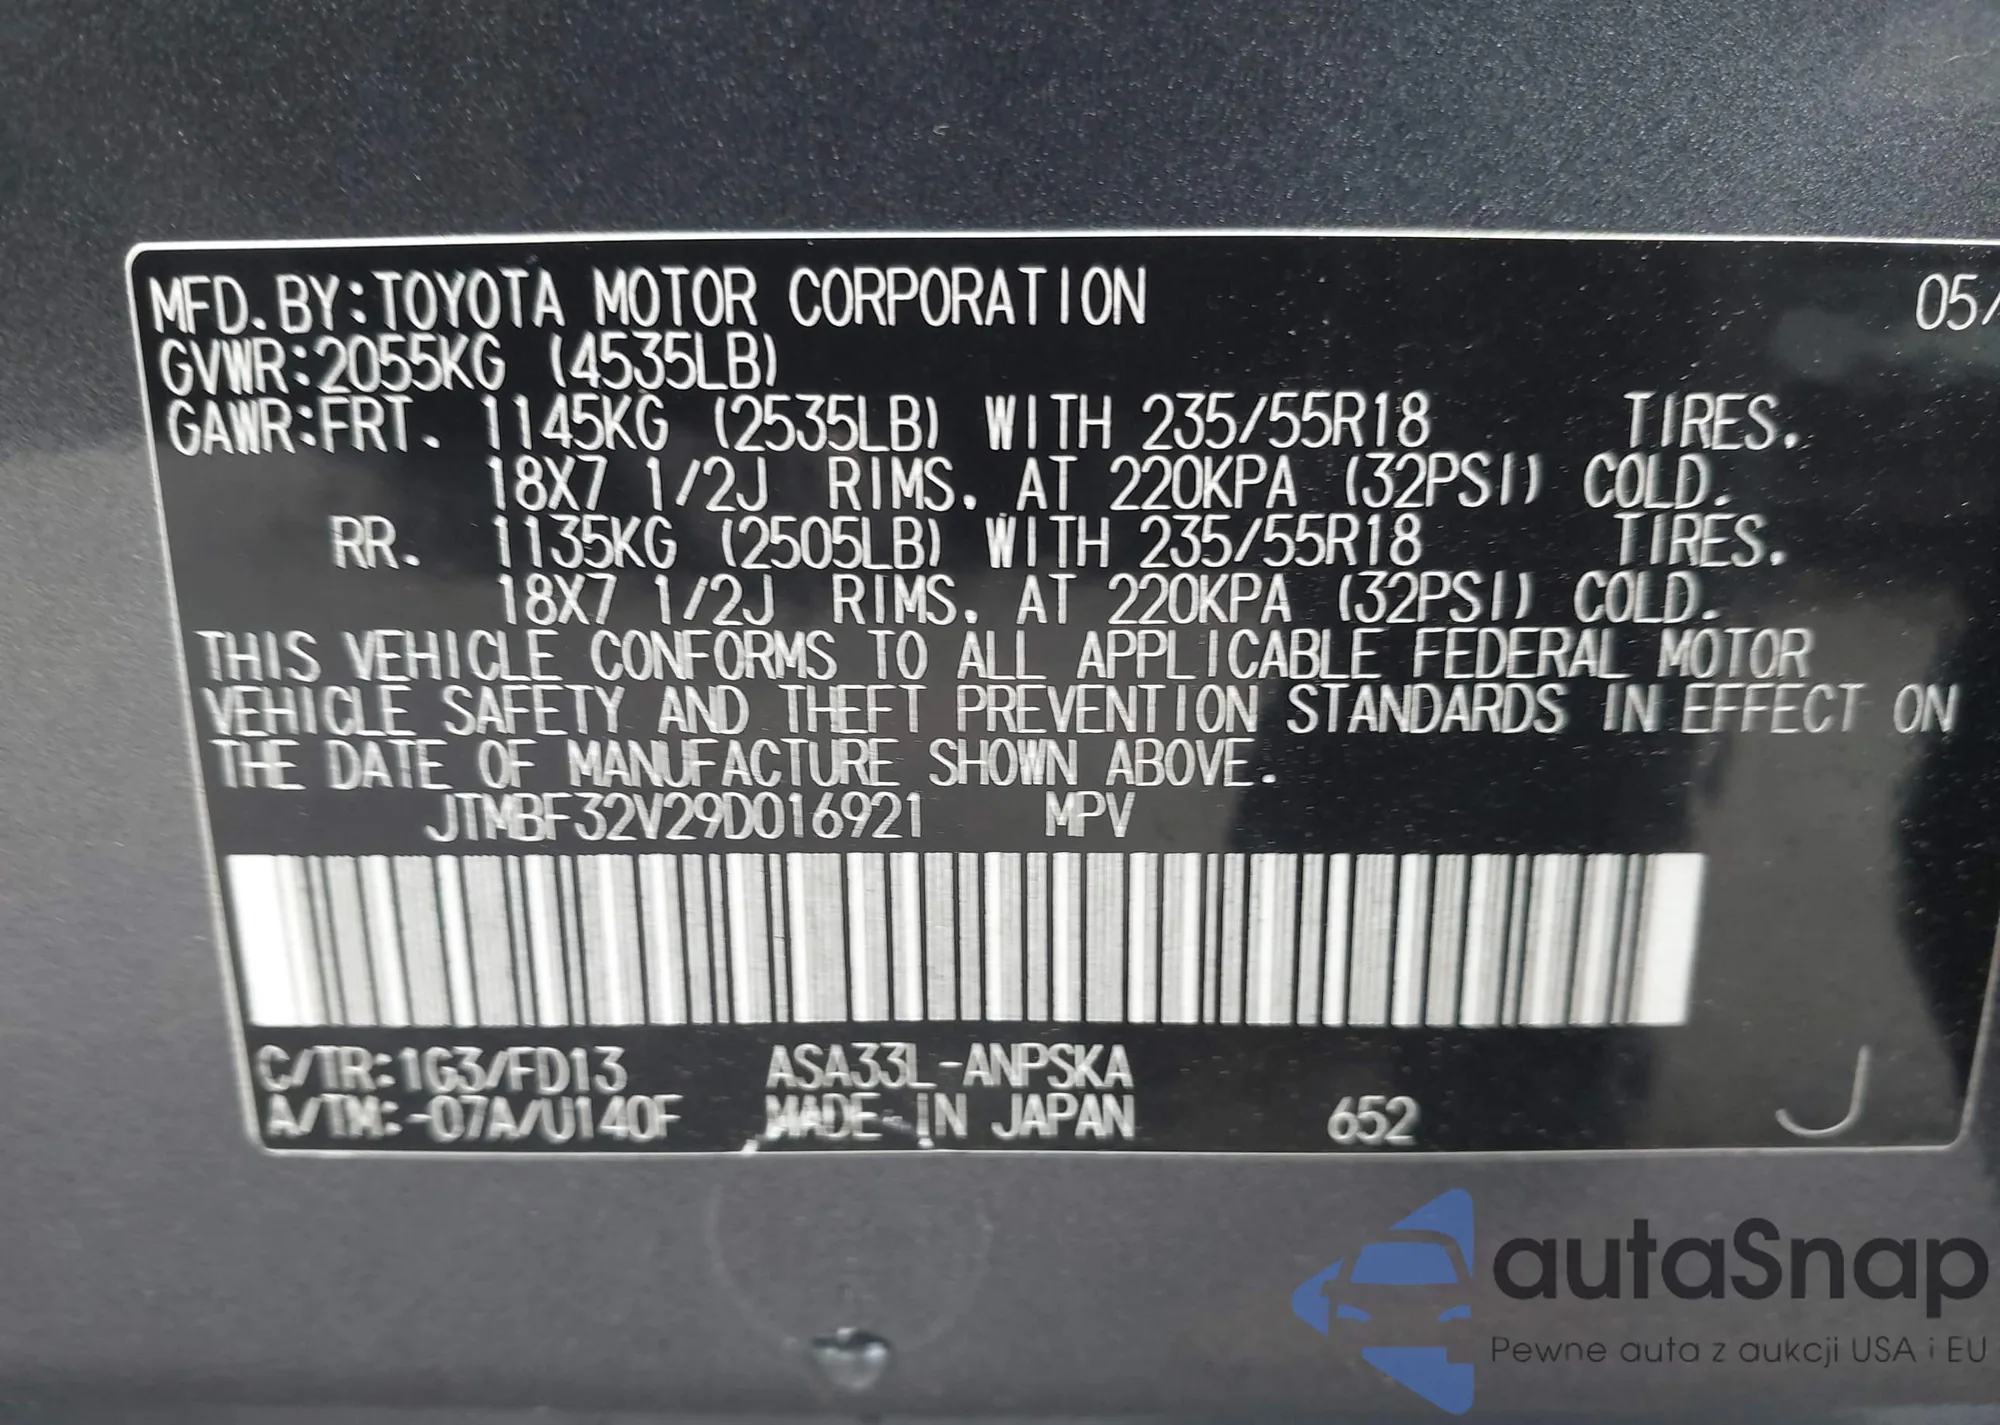 MFD. BY:TOYOTA MOTOR CORPORATION 05/
GVWR:2055KG (4535LB)
GAWR:FRT. 1145KG (2535LB) WITH 235/55R18 TIRES.
18X7 1/2J RIMS. AT 220KPA (32PSI) COLD.
RR. 1135KG (2505LB) WITH 235/55R18 TIRES.
18X7 1/2J RIMS. AT 220KPA (32PSI) COLD.
THIS VEHICLE CONFORMS TO ALL APPLICABLE FEDERAL MOTOR
VEHICLE SAFETY AND THEFT PREVENTION STANDARDS IN EFFECT ON
THE DATE OF MANUFACTURE SHOWN ABOVE.
JTMBF32V29D016921 MPV
C/TR:1G3/FD13 ASA33L-ANPSKA
A/TM:-07A/U140F MADE IN JAPAN 652 J
autaSnap
Pewne auta z aukcji USA i EU